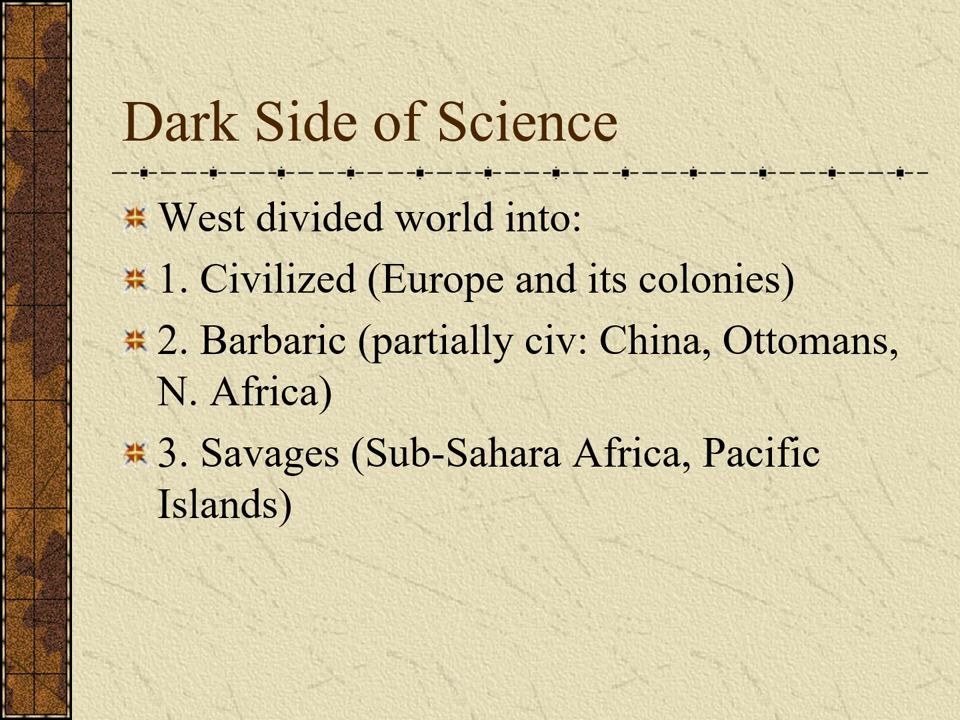 Dark Side of Science
West divided world into:
1. Civilized (Europe and its colonies)
2. Barbaric (partially civ: China, Ottomans,
N. Africa)
3. Savages (Sub-Sahara Africa, Pacific
Islands)